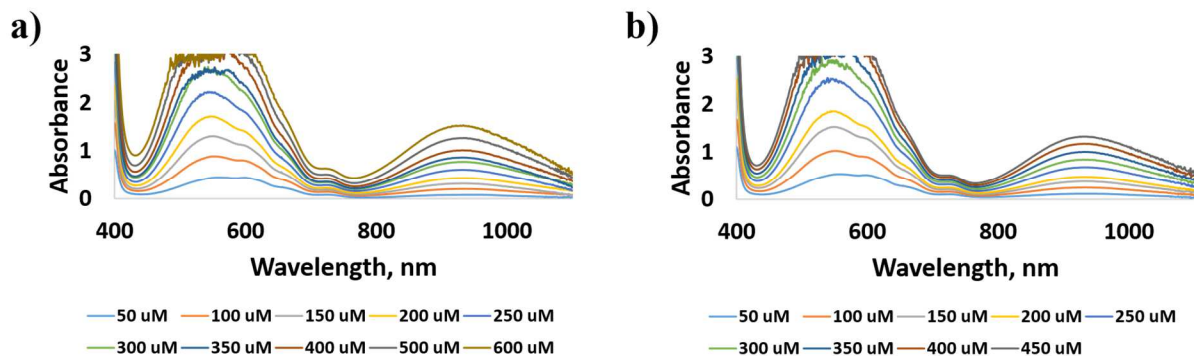 a)
Absorbance
3
2
1
0
400 600 800 1000
Wavelength, nm
50 uM 100 uM 150 uM 200 uM 250 uM
300 uM 350 uM 400 uM 500 uM 600 uM
b)
Absorbance
3
2
1
0
400 600 800 1000
Wavelength, nm
50 uM 100 uM 150 uM 200 uM 250 uM
300 uM 350 uM 400 uM 450 uM